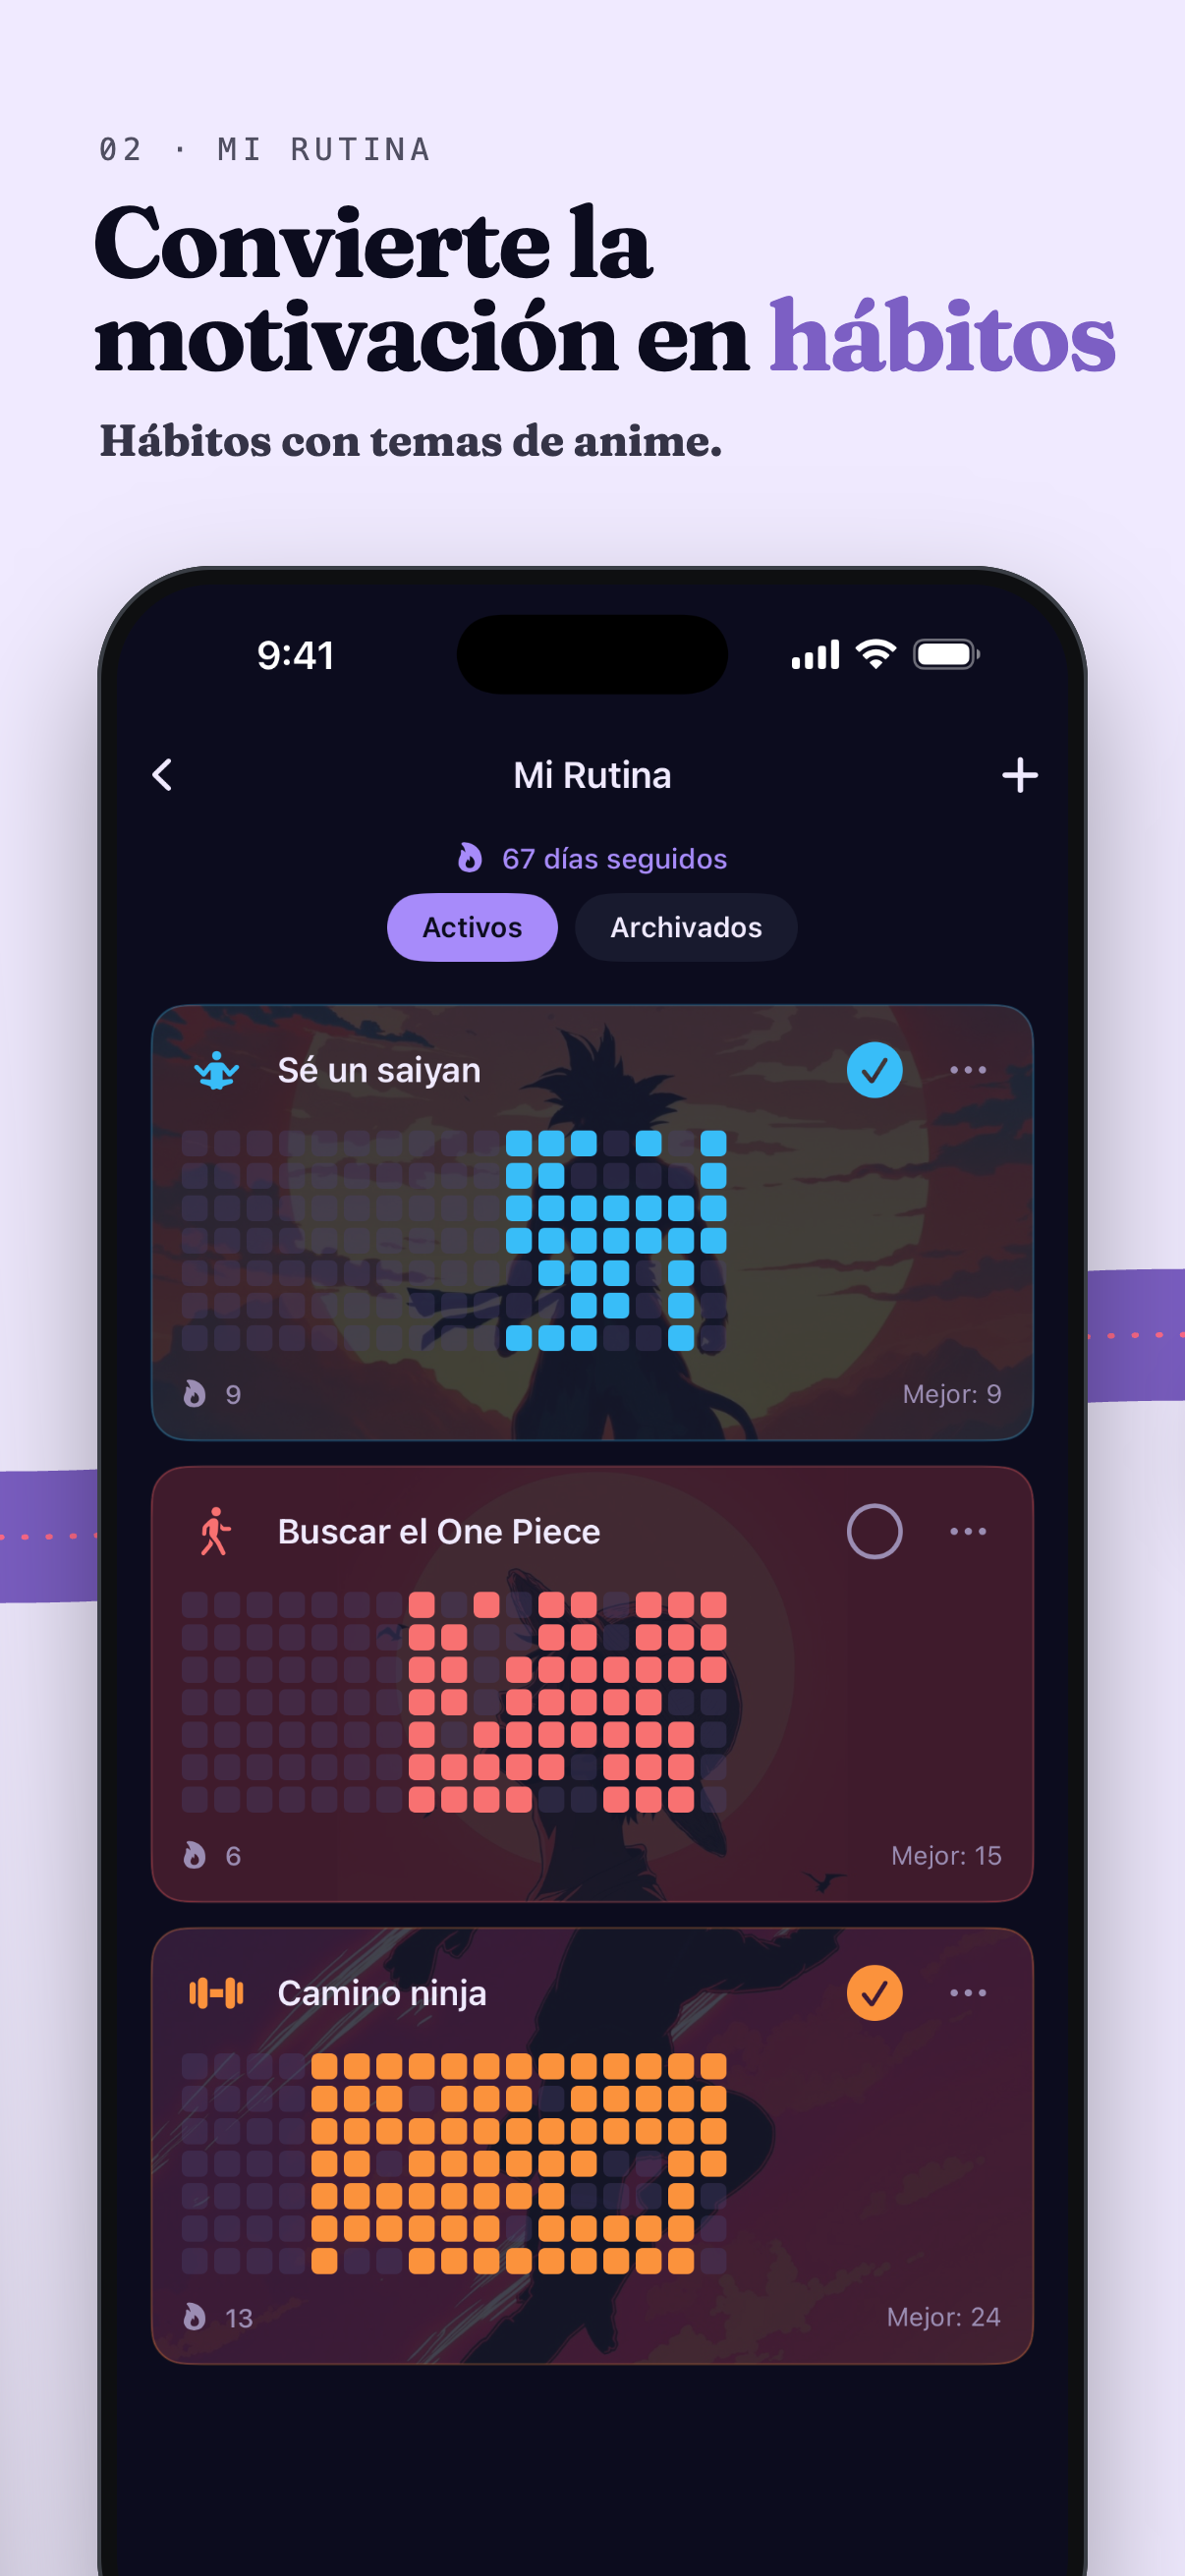 02 · MI RUTINA
Convierte la
motivación en hábitos
Hábitos con temas de anime.
9:41
Mi Rutina
67 días seguidos
Activos
Archivados
Sé un saiyan
9
Mejor: 9
Buscar el One Piece
6
Mejor: 15
Camino ninja
13
Mejor: 24